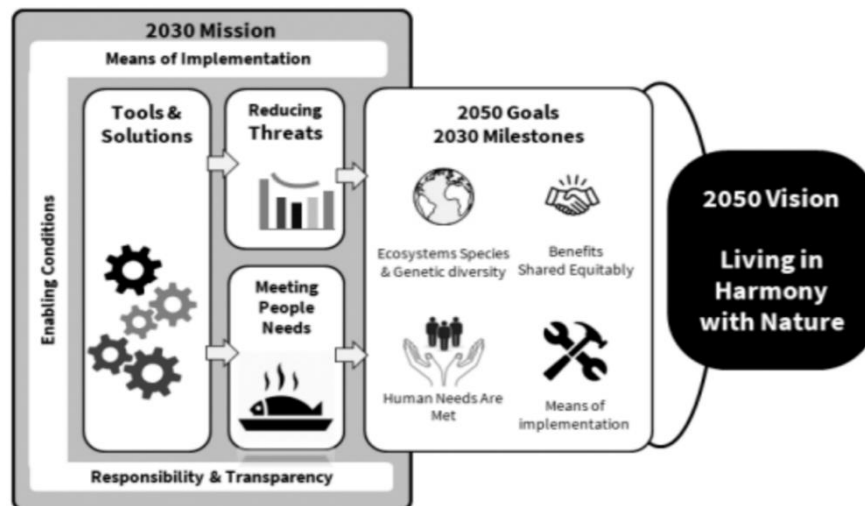 2030 Mission
Means of Implementation
Enabling Conditions
Tools &
Solutions
Reducing
Threats
Meeting
People
Needs
Responsibility & Transparency
2050 Goals
2030 Milestones
Ecosystems Species
& Genetic diversity
Benefits
Shared Equitably
Human Needs Are
Met
Means of
implementation
2050 Vision
Living in
Harmony
with Nature